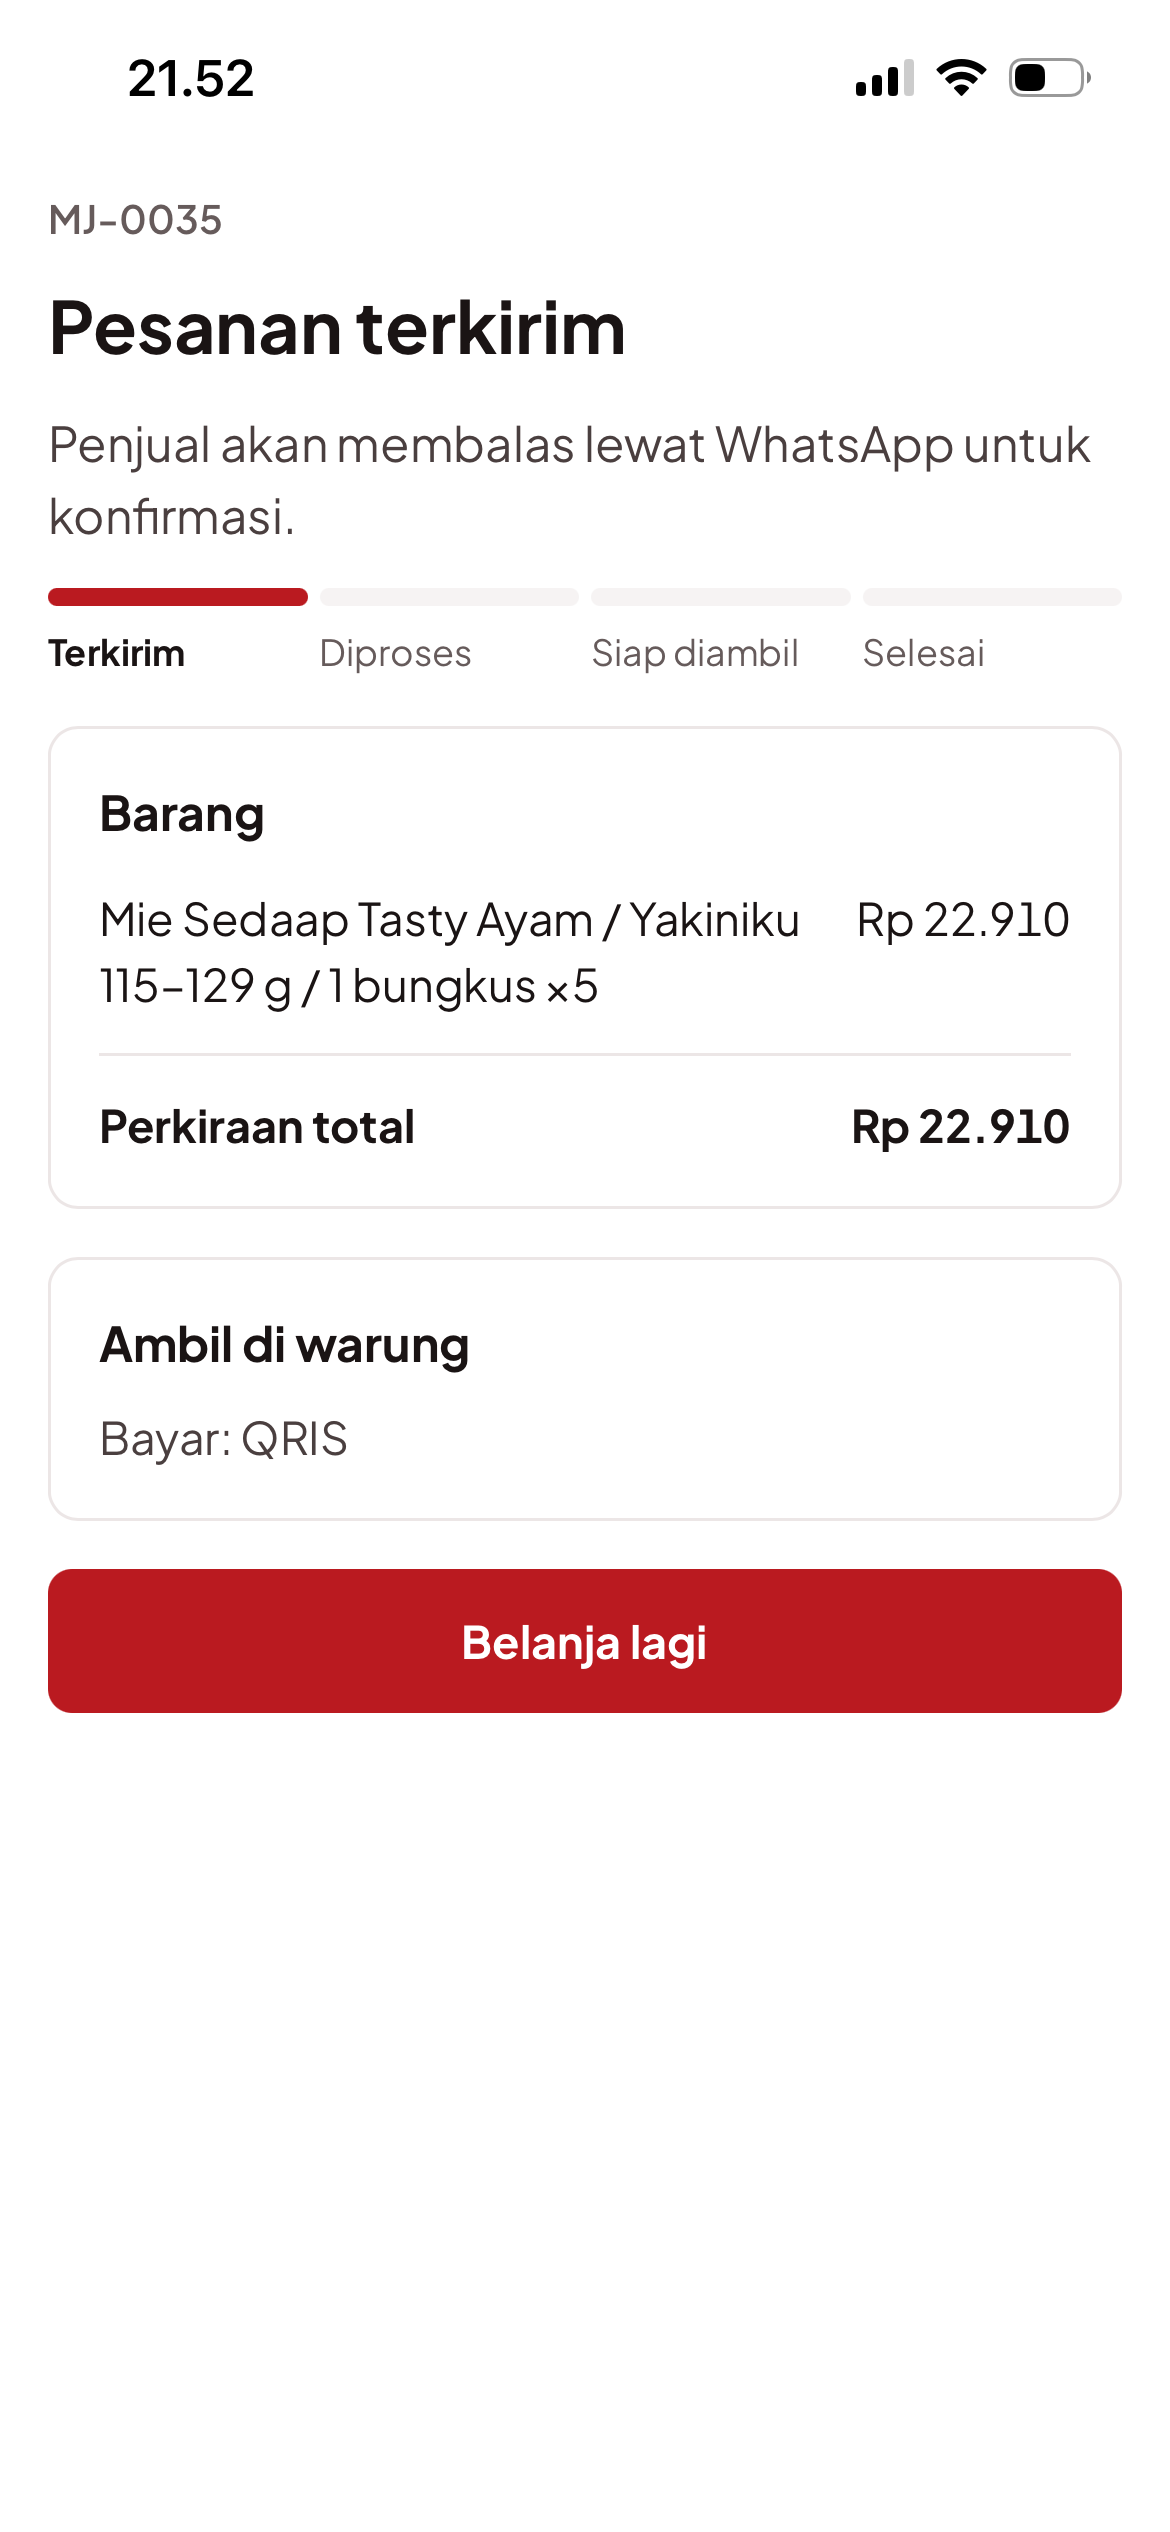 21.52
MJ-0035
Pesanan terkirim
Penjual akan membalas lewat WhatsApp untuk
konfirmasi.
Terkirim Diproses Siap diambil Selesai
Barang
Mie Sedaap Tasty Ayam / Yakiniku Rp 22.910
115–129 g / 1 bungkus ×5
Perkiraan total Rp 22.910
Ambil di warung
Bayar: QRIS
Belanja lagi